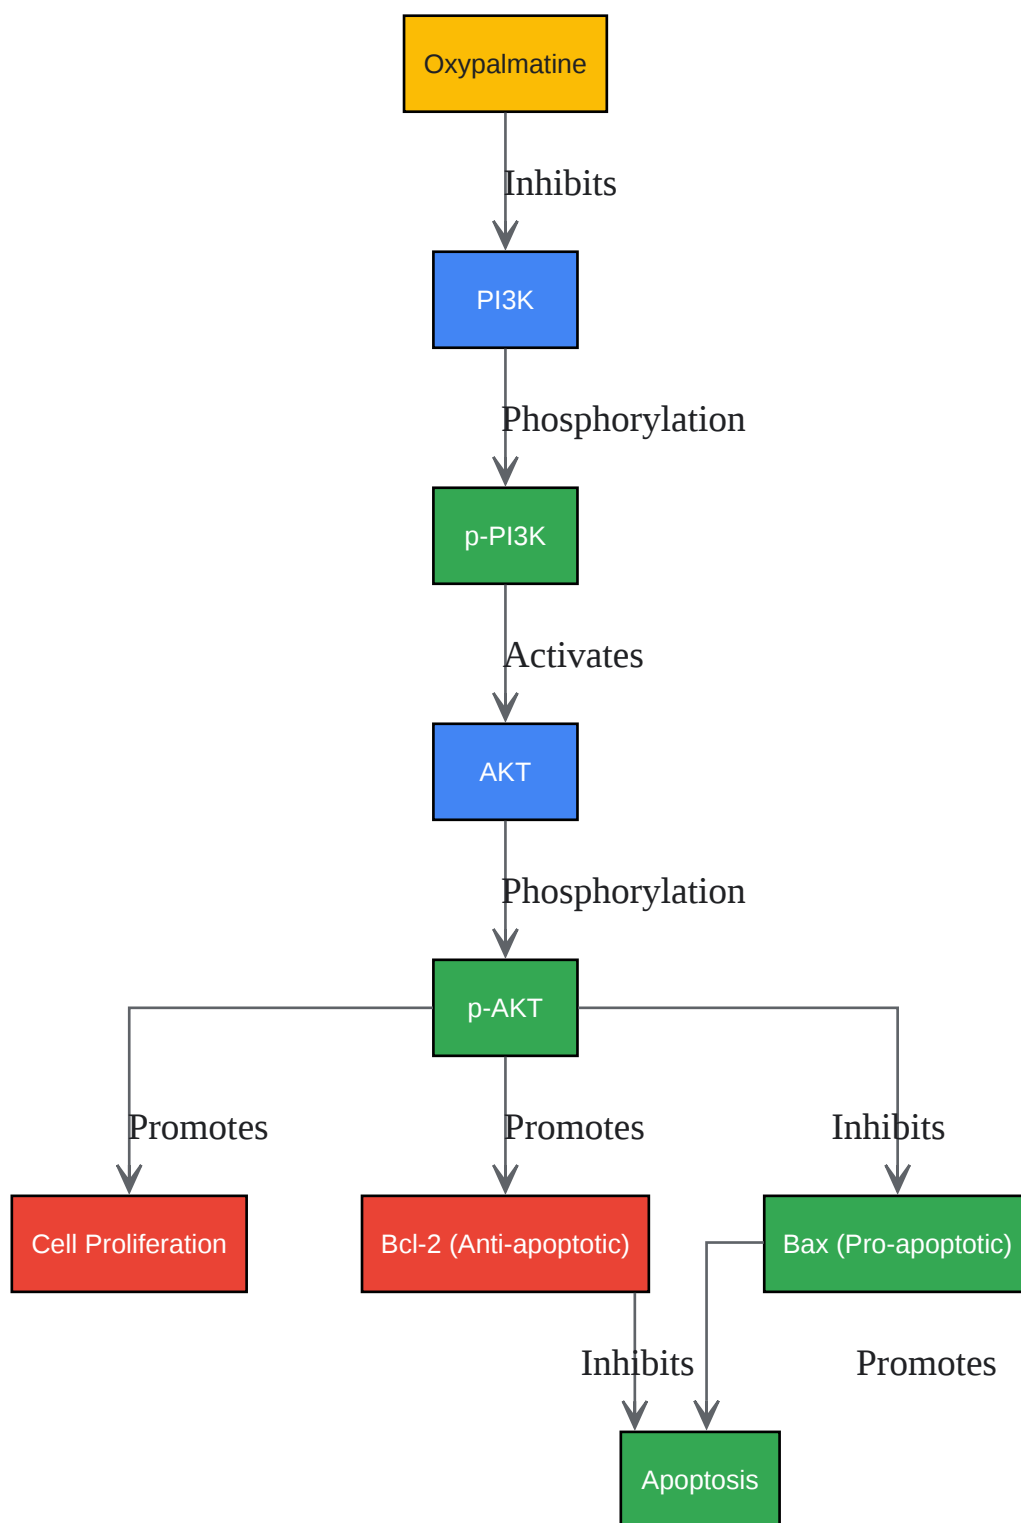 Oxypalmatine
Inhibits
PI3K
Phosphorylation
p-PI3K
Activates
AKT
Phosphorylation
p-AKT
Promotes
Promotes
Inhibits
Cell Proliferation
Bcl-2 (Anti-apoptotic)
Bax (Pro-apoptotic)
Inhibits
Promotes
Apoptosis